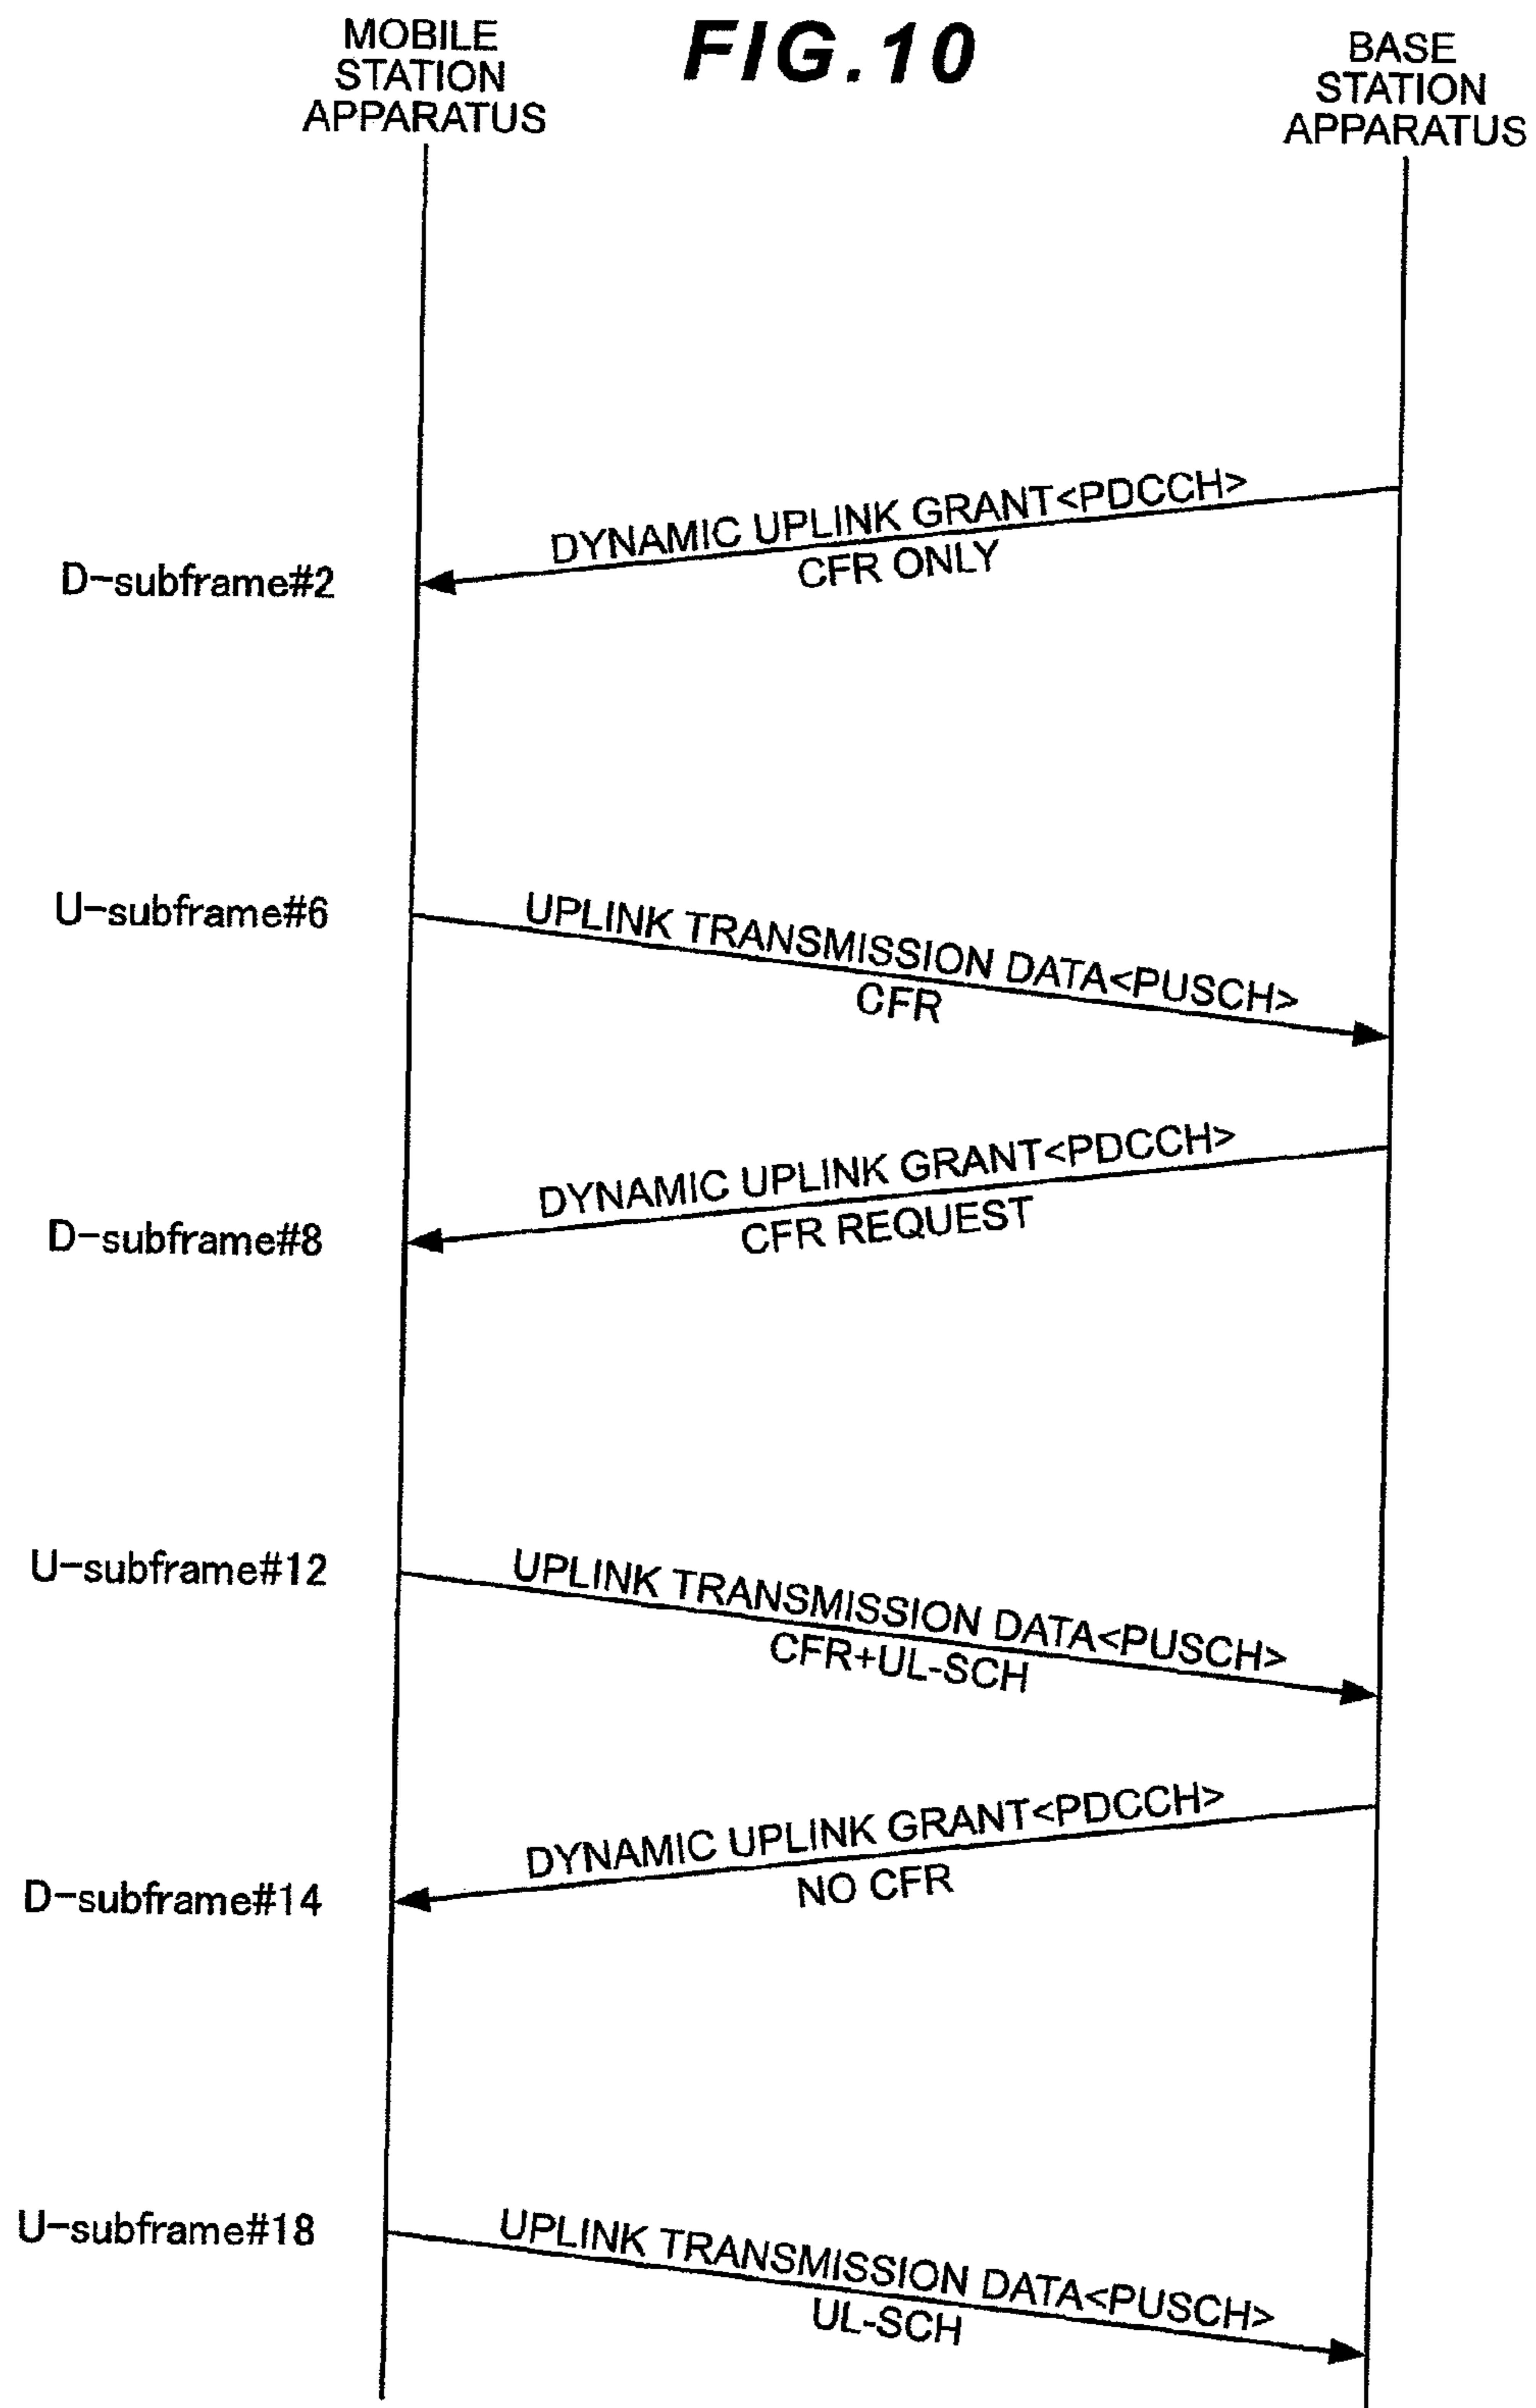 FIG.10
MOBILE
STATION
APPARATUS
BASE
STATION
APPARATUS
DYNAMIC UPLINK GRANT<PDCCH>
CFR ONLY
D-subframe#2
U-subframe#6
UPLINK TRANSMISSION DATA<PUSCH>
CFR
DYNAMIC UPLINK GRANT<PDCCH>
CFR REQUEST
D-subframe#8
U-subframe#12
UPLINK TRANSMISSION DATA<PUSCH>
CFR+UL-SCH
DYNAMIC UPLINK GRANT<PDCCH>
NO CFR
D-subframe#14
U-subframe#18
UPLINK TRANSMISSION DATA<PUSCH>
UL-SCH